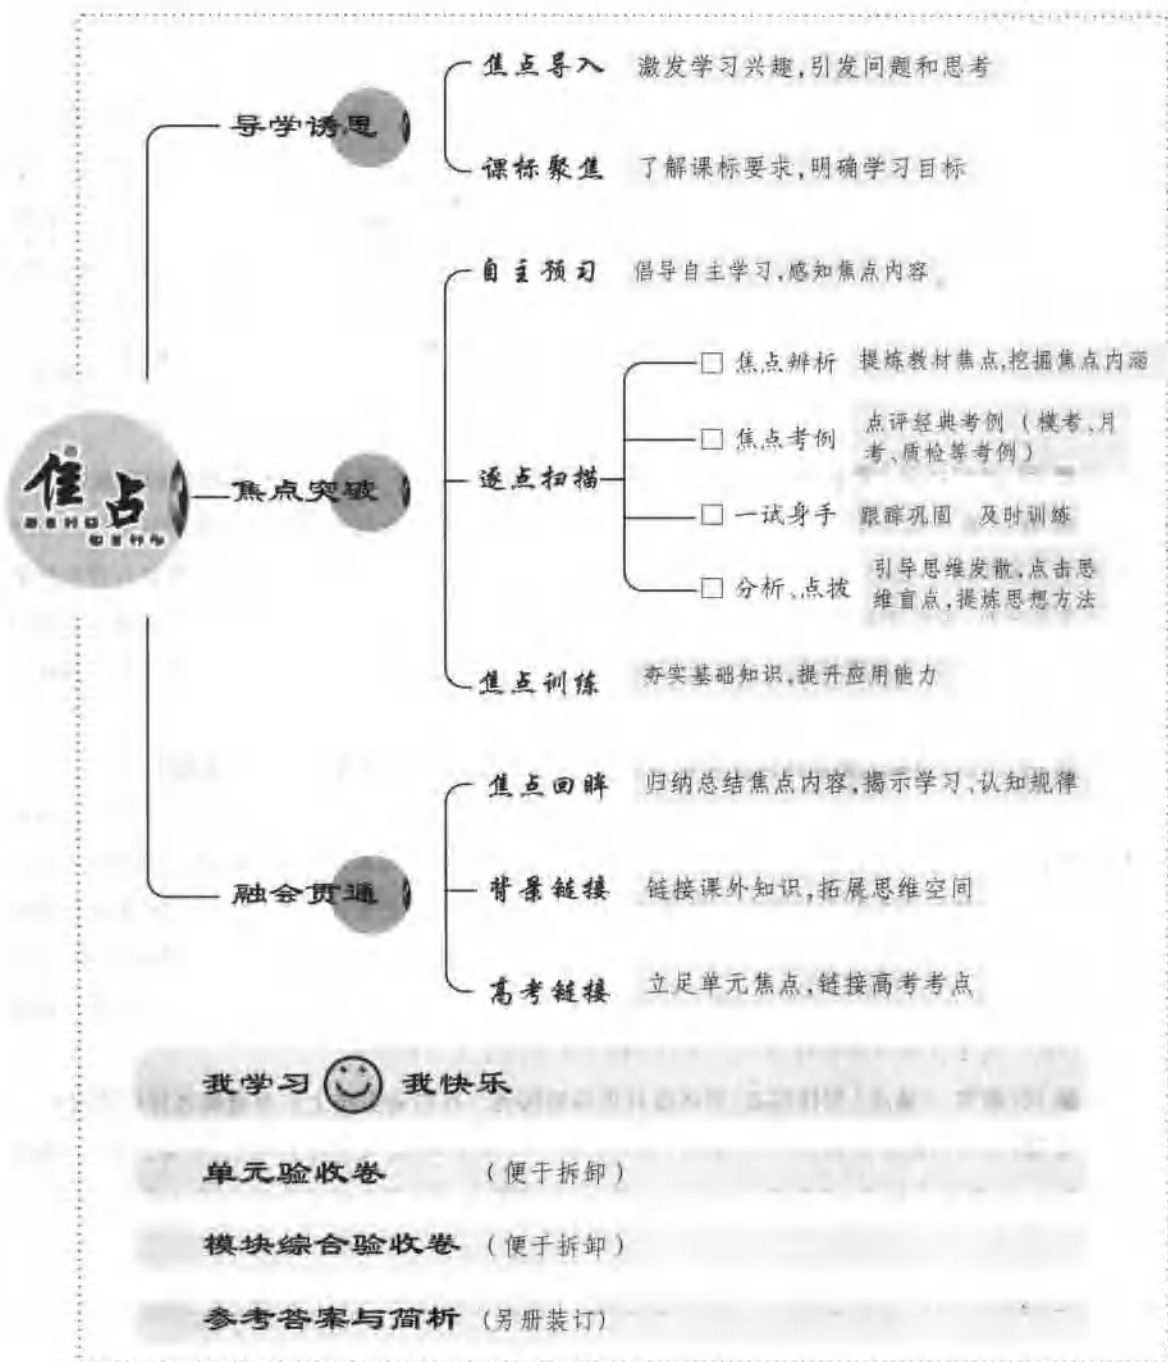 焦点导入 激发学习兴趣,引发问题和思考
导学诱思
课标聚焦 了解课标要求,明确学习目标
自主预习 倡导自主学习,感知焦点内容
□ 焦点辨析 提炼教材焦点,挖掘焦点内涵
□ 焦点考例 点评经典考例（模考、月
考、质检等考例）
焦点
焦点突破
逐点扫描
□ 一试身手 跟踪巩固 及时训练
□ 分析、点拨 引导思维发散,点击思
维盲点,提炼思想方法
焦点训练 夯实基础知识,提升应用能力
焦点回眸 归纳总结焦点内容,揭示学习、认知规律
融会贯通
背景链接 链接课外知识,拓展思维空间
高考链接 立足单元焦点,链接高考考点
我学习 我快乐
单元验收卷 （便于拆卸）
模块综合验收卷 （便于拆卸）
参考答案与简析 (另册装订)